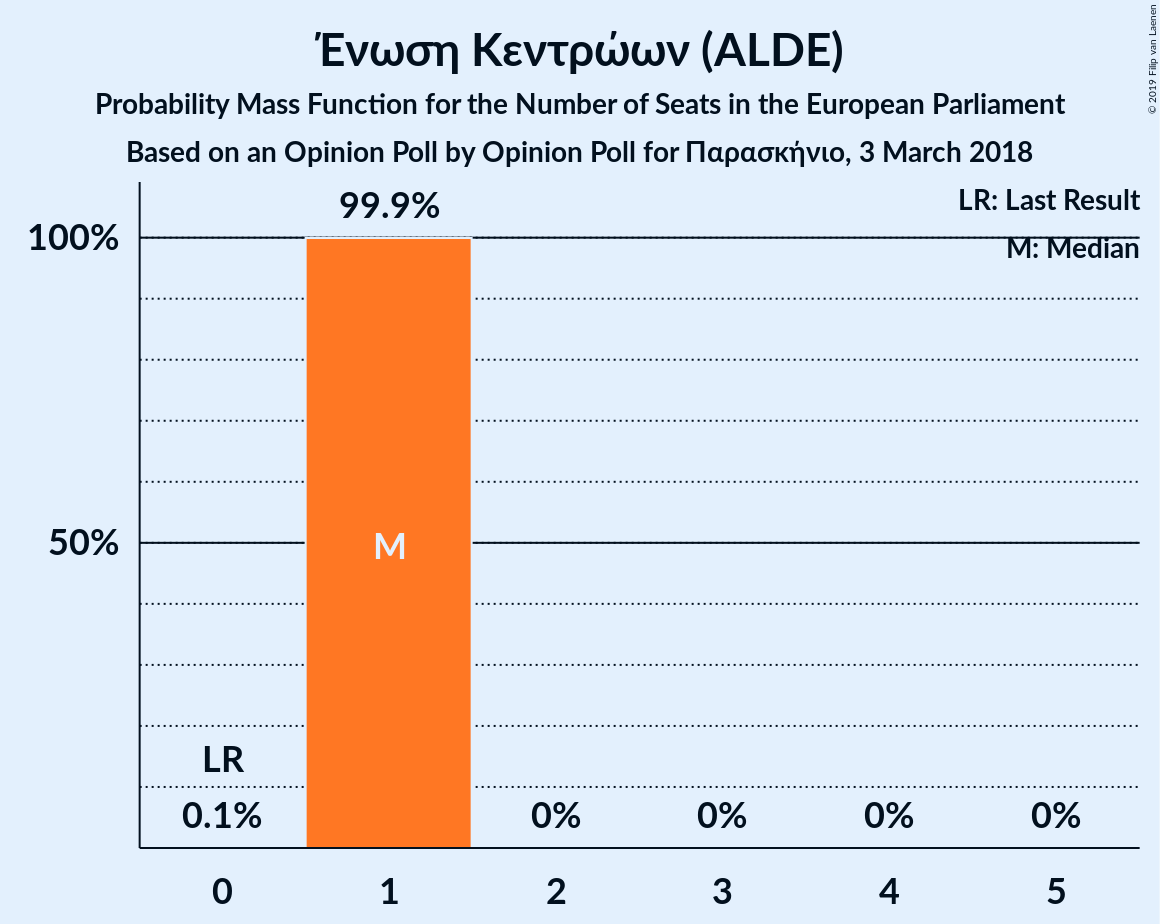 Ένωση Κεντρώων (ALDE)
Probability Mass Function for the Number of Seats in the European Parliament
Based on an Opinion Poll by Opinion Poll for Παρασκήνιο, 3 March 2018
© 2019 Filip van Laenen
LR: Last Result
M: Median
99.9%
100%
50%
M
LR
0.1%
0%
0%
0%
0%
0
1
2
3
4
5